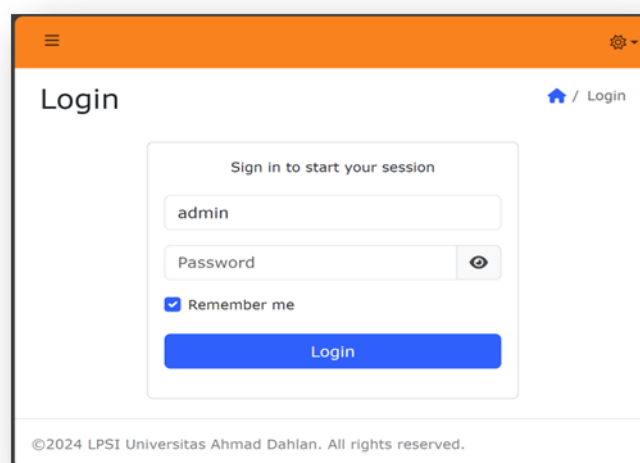 Login
/ Login
Sign in to start your session
admin
Password
Remember me
Login
©2024 LPSI Universitas Ahmad Dahlan. All rights reserved.